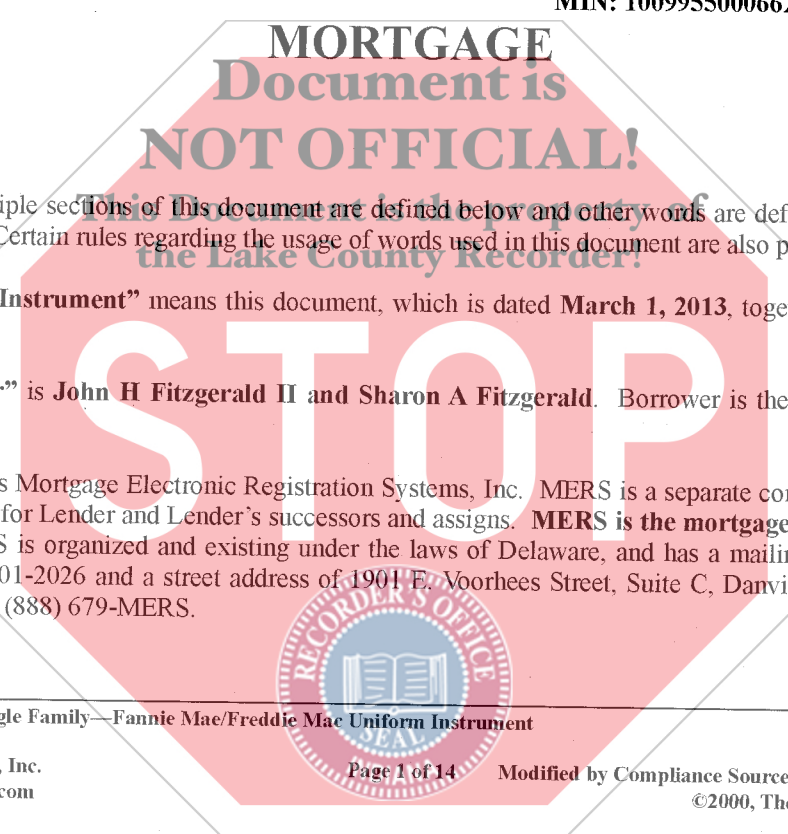 MIN: 1009955000662
MORTGAGE
Document is
NOT OFFICIAL!
This Document is the property of
the Lake County Recorder!
iple sections of this document are defined below and other words are def
Certain rules regarding the usage of words used in this document are also p
Instrument” means this document, which is dated March 1, 2013, toge
” is John H Fitzgerald II and Sharon A Fitzgerald. Borrower is the
STOP
s Mortgage Electronic Registration Systems, Inc. MERS is a separate cor
for Lender and Lender’s successors and assigns. MERS is the mortgage
S is organized and existing under the laws of Delaware, and has a mailin
01-2026 and a street address of 1901 E. Voorhees Street, Suite C, Danvi
(888) 679-MERS.
RECORDER'S OFFICE
SEAL
INDIANA
gle Family—Fannie Mae/Freddie Mac Uniform Instrument
, Inc.
Page 1 of 14
Modified by Compliance Source
com
©2000, The